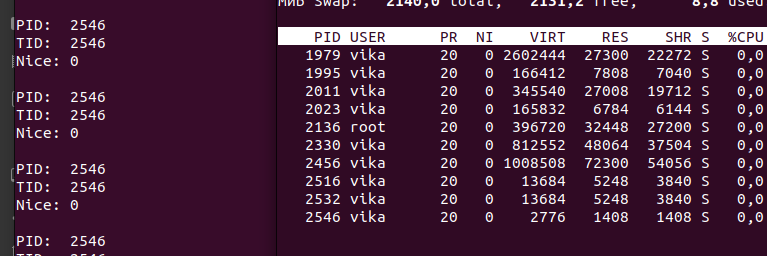 PID:  2546
TID:  2546
Nice: 0
PID:  2546
TID:  2546
Nice: 0
PID:  2546
TID:  2546
Nice: 0
PID:  2546
МиБ Swap:   2140,0 total,   2131,2 free,      8,8 used
PID USER      PR  NI    VIRT    RES    SHR S  %CPU
1979 vika      20   0 2602444  27300  22272 S   0,0
1995 vika      20   0  166412   7808   7040 S   0,0
2011 vika      20   0  345540  27008  19712 S   0,0
2023 vika      20   0  165832   6784   6144 S   0,0
2136 root      20   0  396720  32448  27200 S   0,0
2330 vika      20   0  812552  48064  37504 S   0,0
2456 vika      20   0 1008508  72300  54056 S   0,0
2516 vika      20   0   13684   5248   3840 S   0,0
2532 vika      20   0   13684   5248   3840 S   0,0
2546 vika      20   0    2776   1408   1408 S   0,0